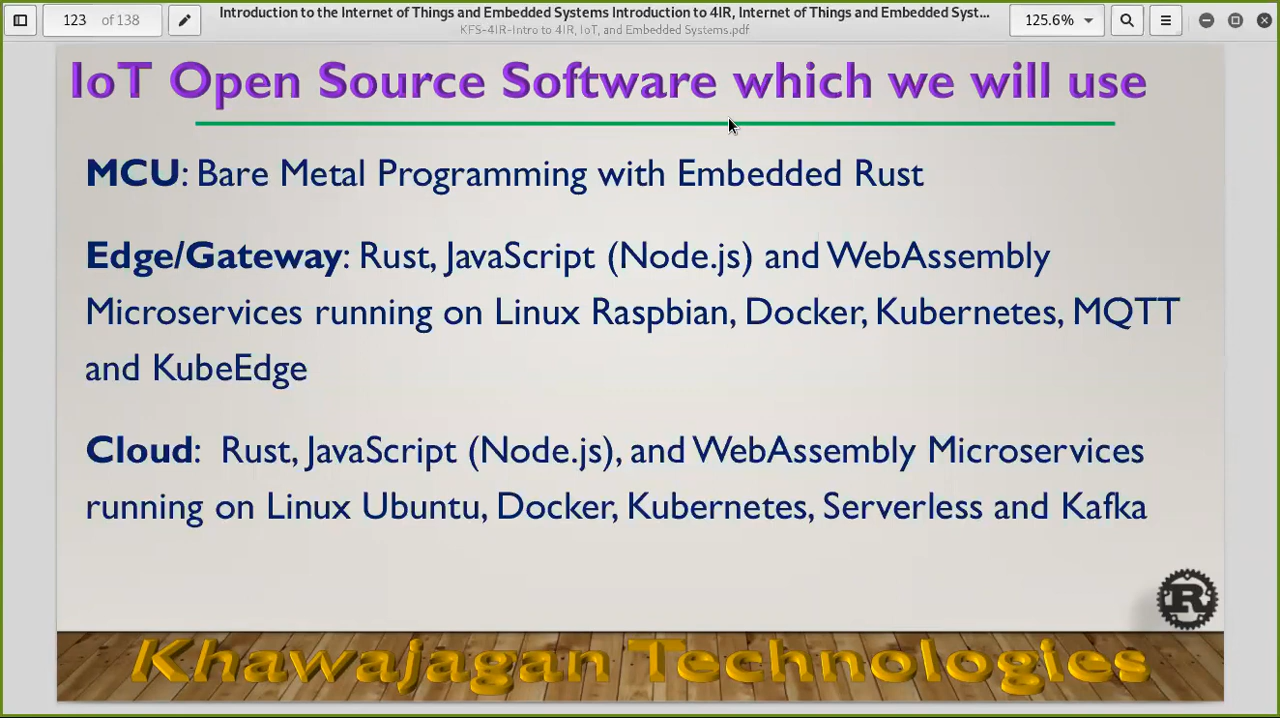 123 of 138
Introduction to the Internet of Things and Embedded Systems Introduction to 4IR, Internet of Things and Embedded Syst...
KFS-4IR-Intro to 4IR, IoT, and Embedded Systems.pdf
125.6%
IoT Open Source Software which we will use
MCU: Bare Metal Programming with Embedded Rust
Edge/Gateway: Rust, JavaScript (Node.js) and WebAssembly
Microservices running on Linux Raspbian, Docker, Kubernetes, MQTT
and KubeEdge
Cloud: Rust, JavaScript (Node.js), and WebAssembly Microservices
running on Linux Ubuntu, Docker, Kubernetes, Serverless and Kafka
R
Khawajagan Technologies